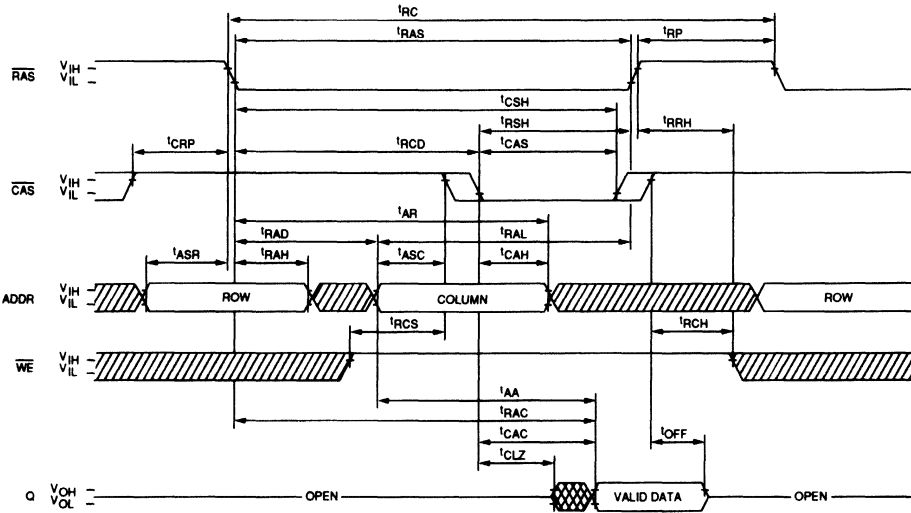 tRC
tRAS
tRP
RAS
VIH
VIL
tCSH
tRSH
tRRH
tCRP
tRCD
tCAS
CAS
VIH
VIL
tAR
tRAD
tRAL
tASR
tRAH
tASC
tCAH
ADDR
VIH
VIL
ROW
COLUMN
ROW
tRCS
tRCH
WE
VIH
VIL
tAA
tRAC
tCAC
tOFF
tCLZ
Q
VOH
VOL
OPEN
VALID DATA
OPEN